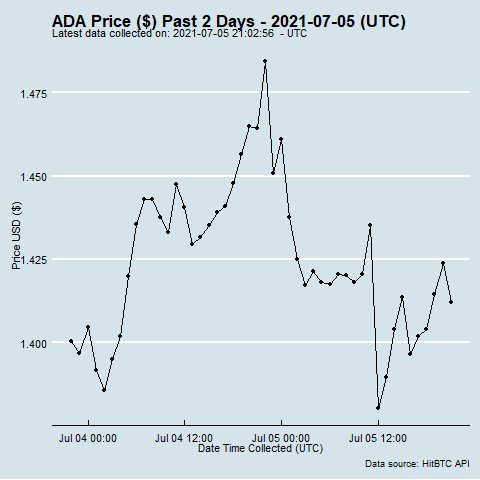 ADA Price ($) Past 2 Days - 2021-07-05 (UTC)
Latest data collected on: 2021-07-05 21:02:56 - UTC
1.475
1.450
1.425
1.400
Price USD ($)
Jul 04 00:00 Jul 04 12:00 Jul 05 00:00 Jul 05 12:00
Date Time Collected (UTC)
Data source: HitBTC API